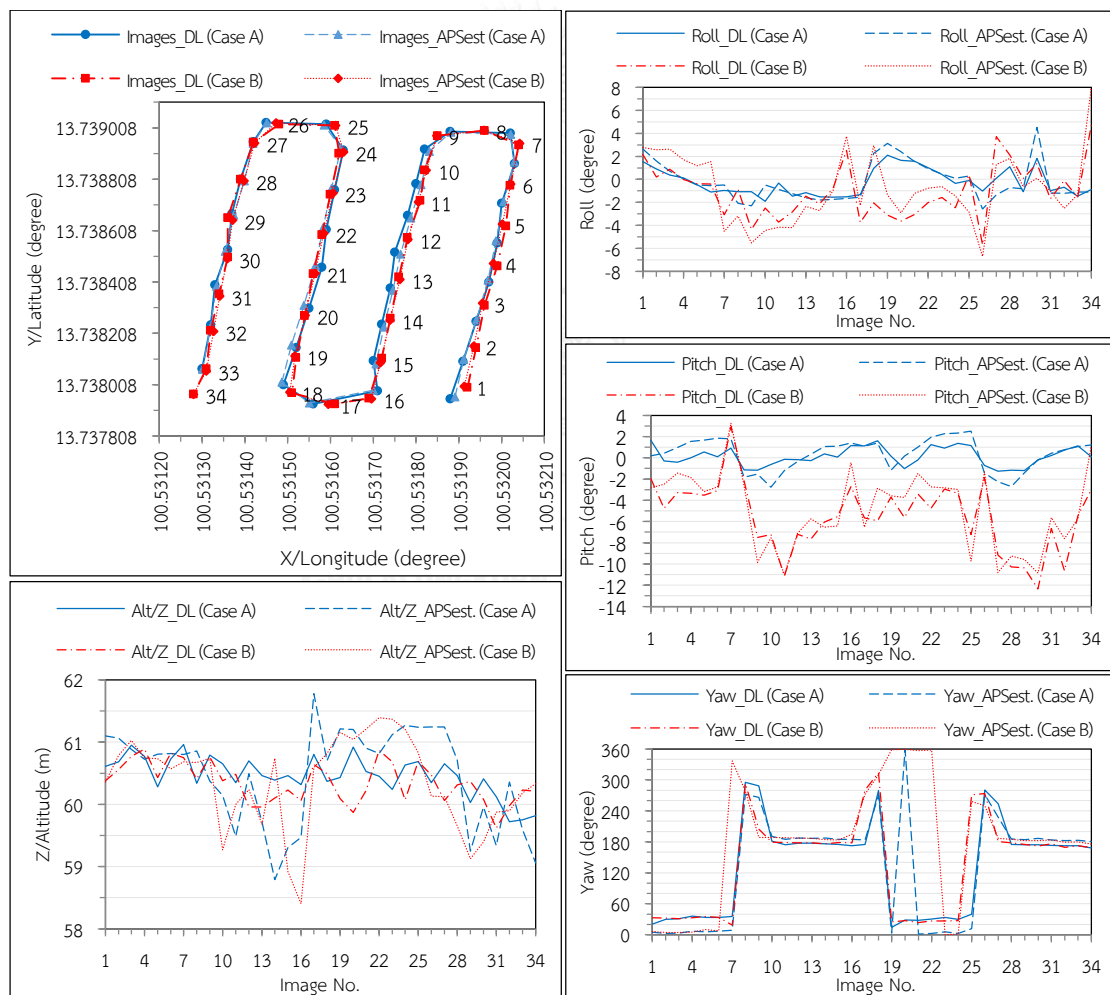 Images_DL (Case A)
Images_APSest (Case A)
Images_DL (Case B)
Images_APSest (Case B)
Y/Latitude (degree)
13.739008
13.738808
13.738608
13.738408
13.738208
13.738008
13.737808
26
25
27
24
28
23
29
22
30
21
31
20
32
19
33
18
34
17
9
8
7
10
6
11
5
12
4
13
3
14
2
15
1
16
100.53120
100.53130
100.53140
100.53150
100.53160
100.53170
100.53180
100.53190
100.53200
100.53210
X/Longitude (degree)
Roll_DL (Case A)
Roll_APSest. (Case A)
Roll_DL (Case B)
Roll_APSest. (Case B)
Roll (degree)
8
6
4
2
0
-2
-4
-6
-8
1 4 7 10 13 16 19 22 25 28 31 34
Image No.
Pitch_DL (Case A)
Pitch_APSest. (Case A)
Pitch_DL (Case B)
Pitch_APSest. (Case B)
Pitch (degree)
4
2
0
-2
-4
-6
-8
-10
-12
-14
1 4 7 10 13 16 19 22 25 28 31 34
Image No.
Alt/Z_DL (Case A)
Alt/Z_APSest. (Case A)
Alt/Z_DL (Case B)
Alt/Z_APSest. (Case B)
Z/Altitude (m)
62
61
60
59
58
1 4 7 10 13 16 19 22 25 28 31 34
Image No.
Yaw_DL (Case A)
Yaw_APSest. (Case A)
Yaw_DL (Case B)
Yaw_APSest. (Case B)
Yaw (degree)
360
300
240
180
120
60
0
1 4 7 10 13 16 19 22 25 28 31 34
Image No.